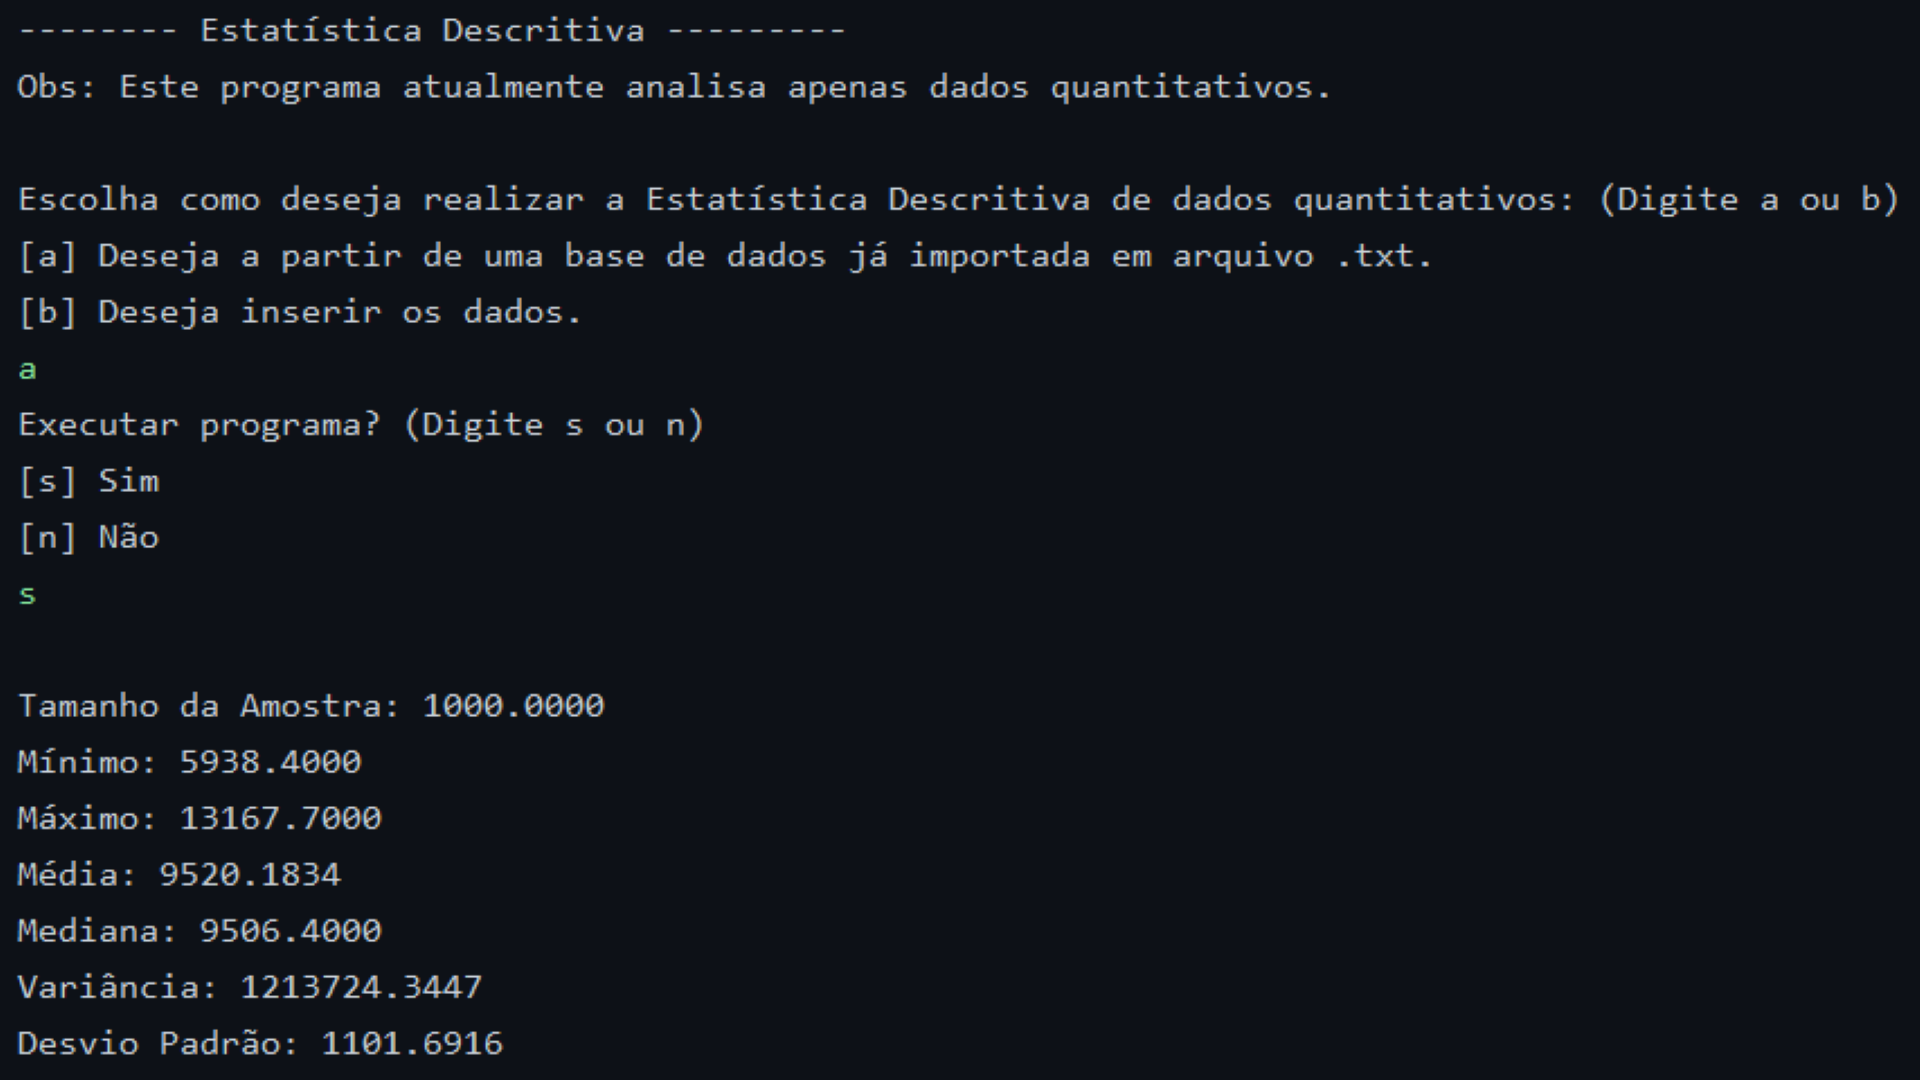 -------- Estatística Descritiva ---------
Obs: Este programa atualmente analisa apenas dados quantitativos.
Escolha como deseja realizar a Estatística Descritiva de dados quantitativos: (Digite a ou b)
[a] Deseja a partir de uma base de dados já importada em arquivo .txt.
[b] Deseja inserir os dados.
a
Executar programa? (Digite s ou n)
[s] Sim
[n] Não
s
Tamanho da Amostra: 1000.0000
Mínimo: 5938.4000
Máximo: 13167.7000
Média: 9520.1834
Mediana: 9506.4000
Variância: 1213724.3447
Desvio Padrão: 1101.6916